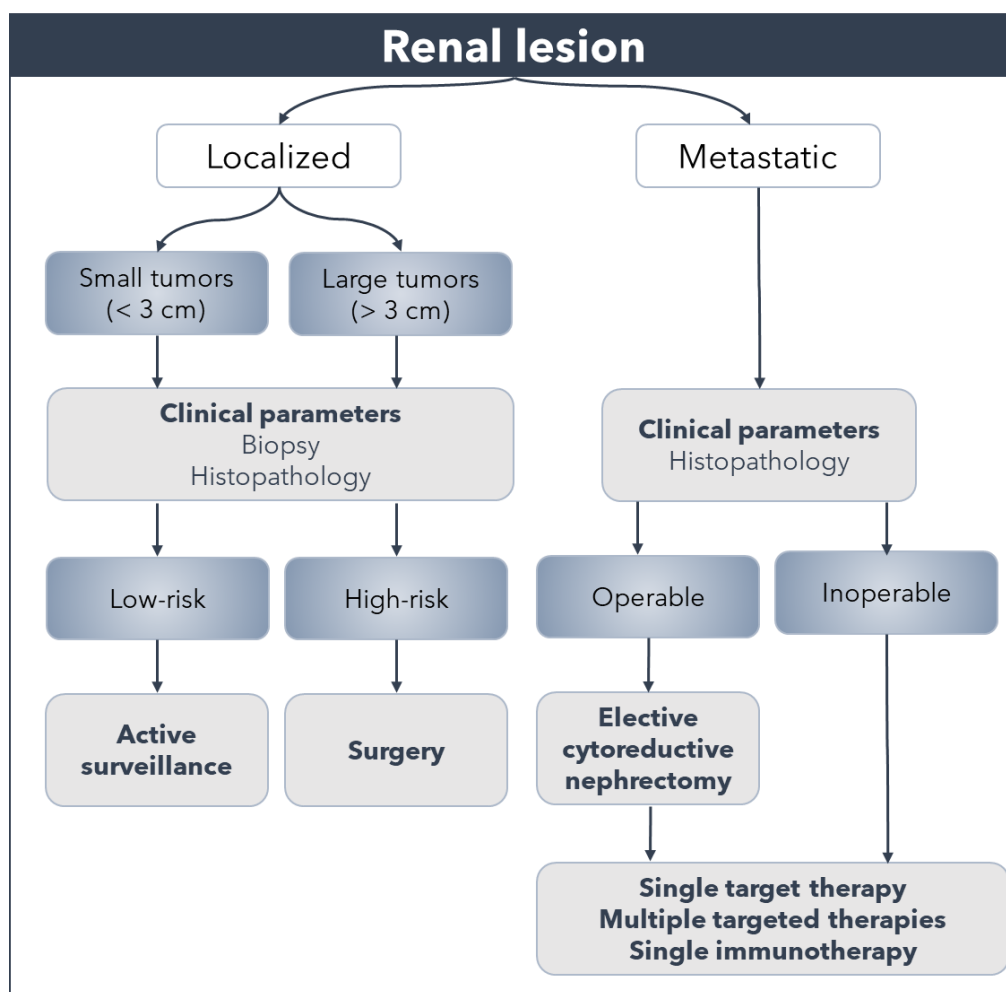 Renal lesion
Localized
Metastatic
Small tumors
(< 3 cm)
Large tumors
(> 3 cm)
Clinical parameters
Biopsy
Histopathology
Clinical parameters
Histopathology
Low-risk
High-risk
Operable
Inoperable
Active
surveillance
Surgery
Elective
cytoreductive
nephrectomy
Single target therapy
Multiple targeted therapies
Single immunotherapy